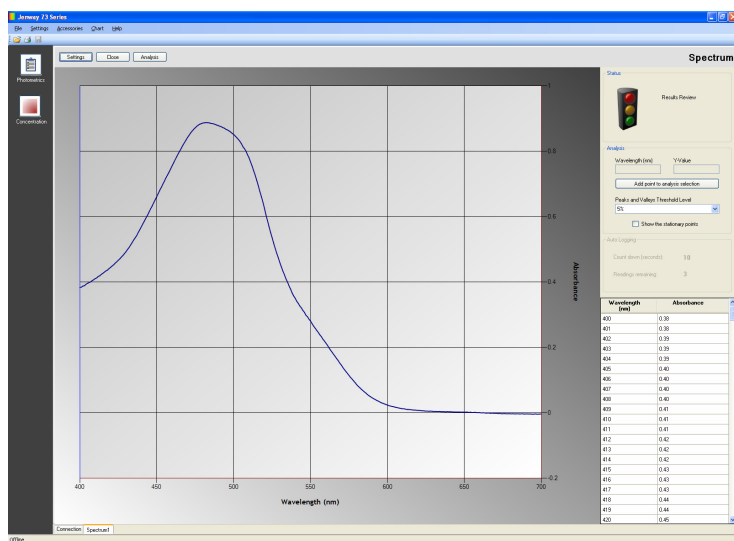 Jenway 73 Series
File Settings Accessories Chart Help
Settings Close Analysis
Spectrum
Photometrics
Concentration
1
0.8
0.6
0.4
0.2
0
-0.2
Absorbance
400 450 500 550 600 650 700
Wavelength (nm)
Status
Results Review
Analysis
Wavelength (nm) Y-Value
Add point to analysis selection
Peaks and Valleys Threshold Level
5%
Show the stationary points
Auto Logging
Count down (seconds) 10
Readings remaining 3
Wavelength (nm) Absorbance
400 0.38
401 0.38
402 0.39
403 0.39
404 0.39
405 0.40
406 0.40
407 0.40
408 0.40
409 0.41
410 0.41
411 0.41
412 0.42
413 0.42
414 0.42
415 0.43
416 0.43
417 0.43
418 0.44
419 0.44
420 0.45
Connection Spectrum1
Offline